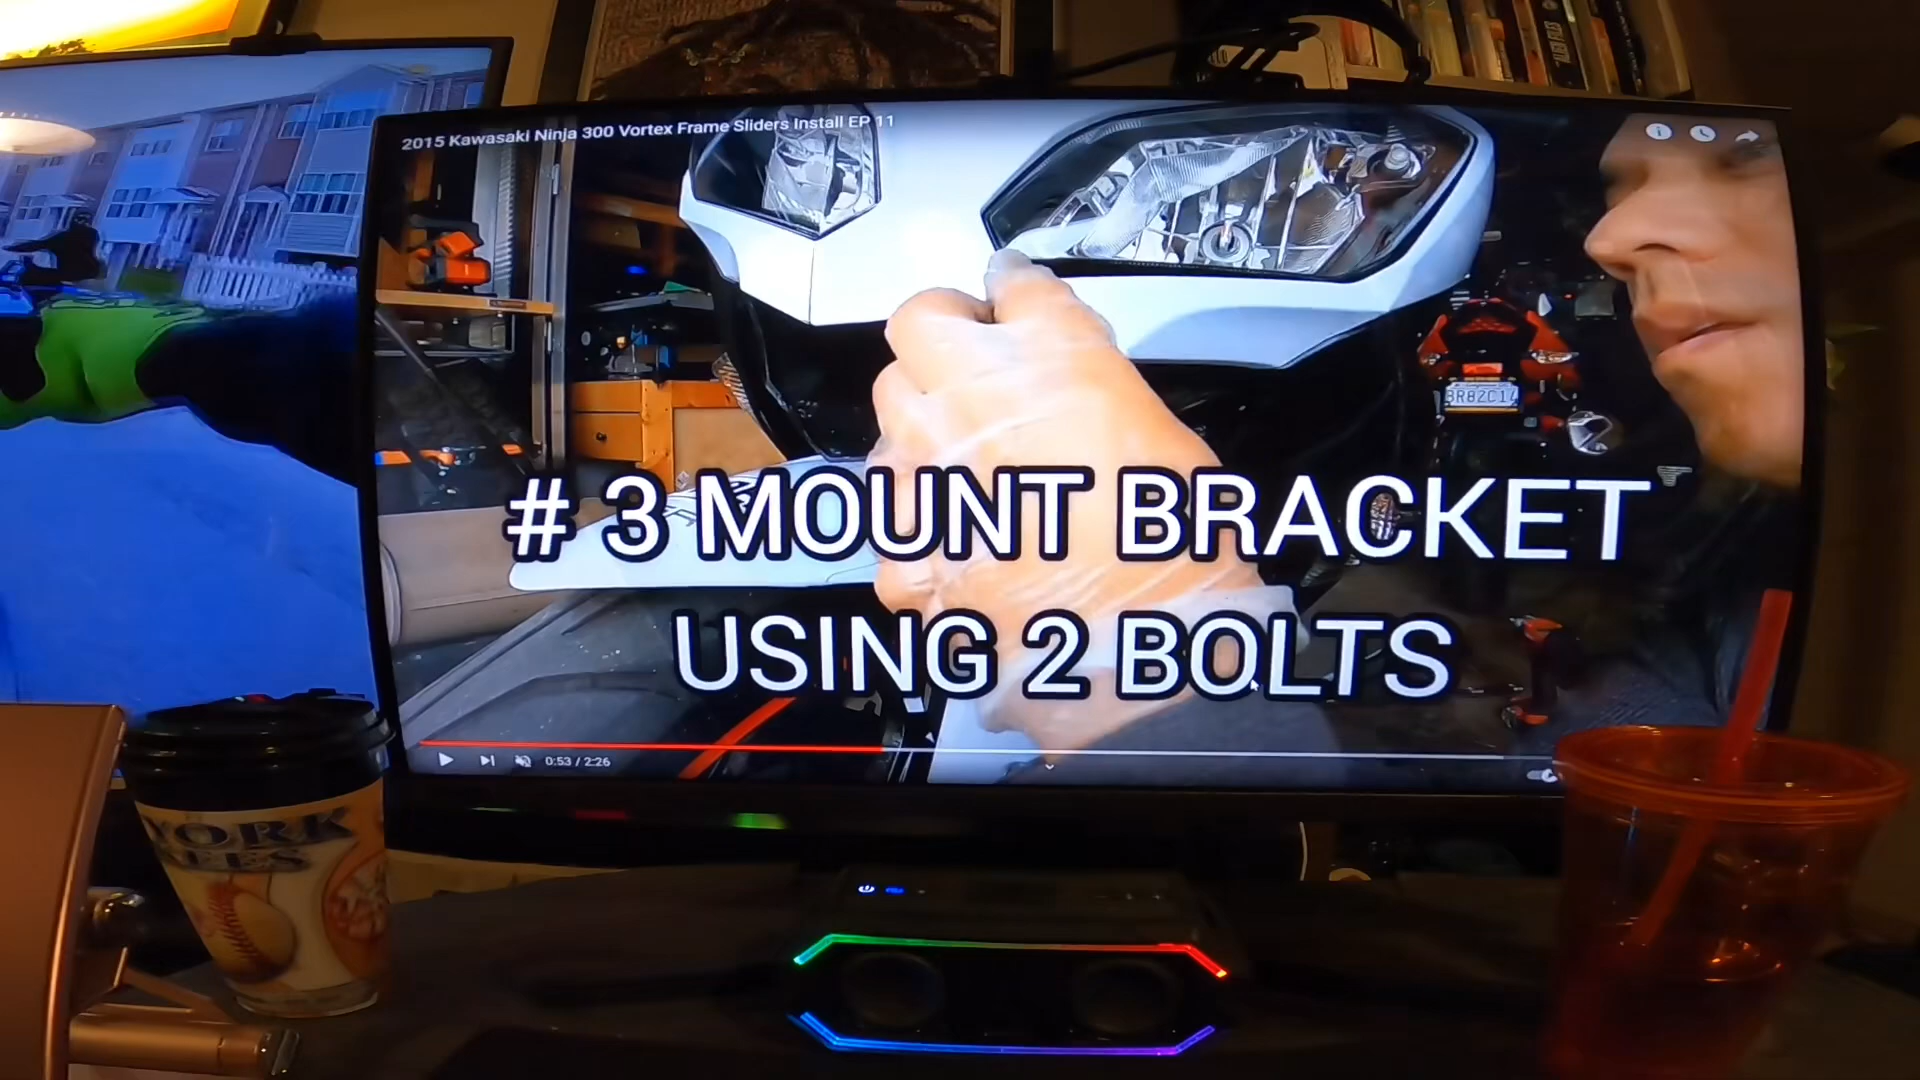 2015 Kawasaki Ninja 300 Vortex Frame Sliders Install EP 11
# 3 MOUNT BRACKET
USING 2 BOLTS
0:53 / 2:26
YORK